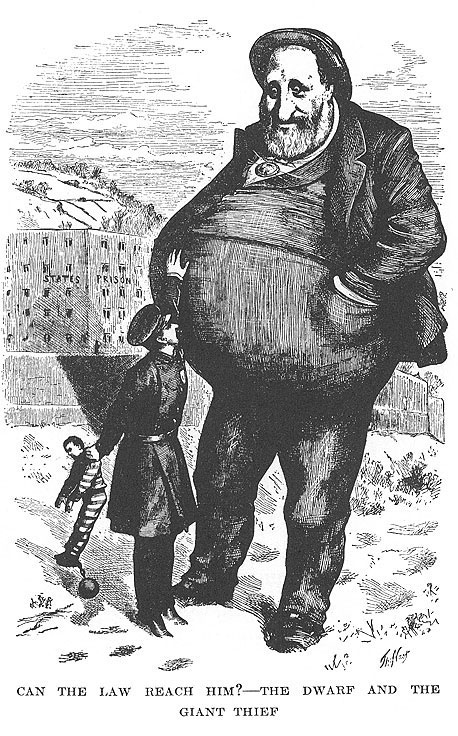 STATES PRISON
Th. Nast
CAN THE LAW REACH HIM?—THE DWARF AND THE
GIANT THIEF